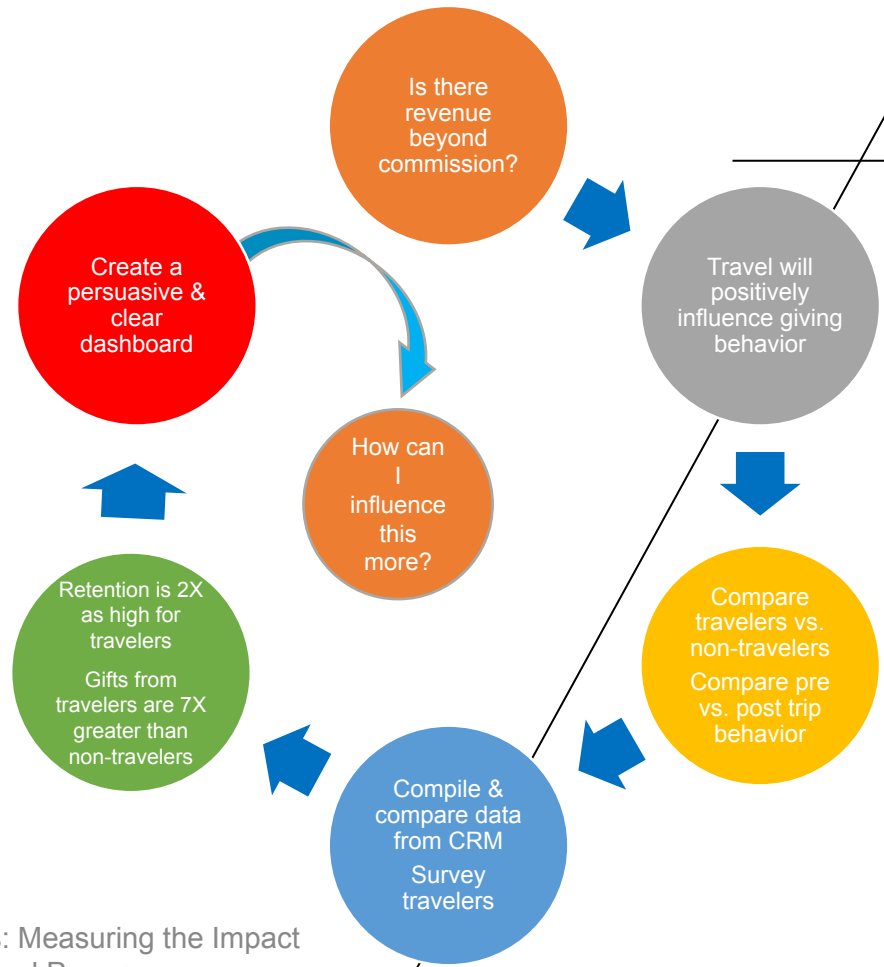 Is there
revenue
beyond
commission?
Travel will
positively
influence giving
behavior
Compare
travelers vs.
non-travelers
Compare pre
vs. post trip
behavior
Compile &
compare data
from CRM
Survey
travelers
Retention is 2X
as high for
travelers
Gifts from
travelers are 7X
greater than
non-travelers
Create a
persuasive &
clear
dashboard
How can
I
influence
this
more?
: Measuring the Impact